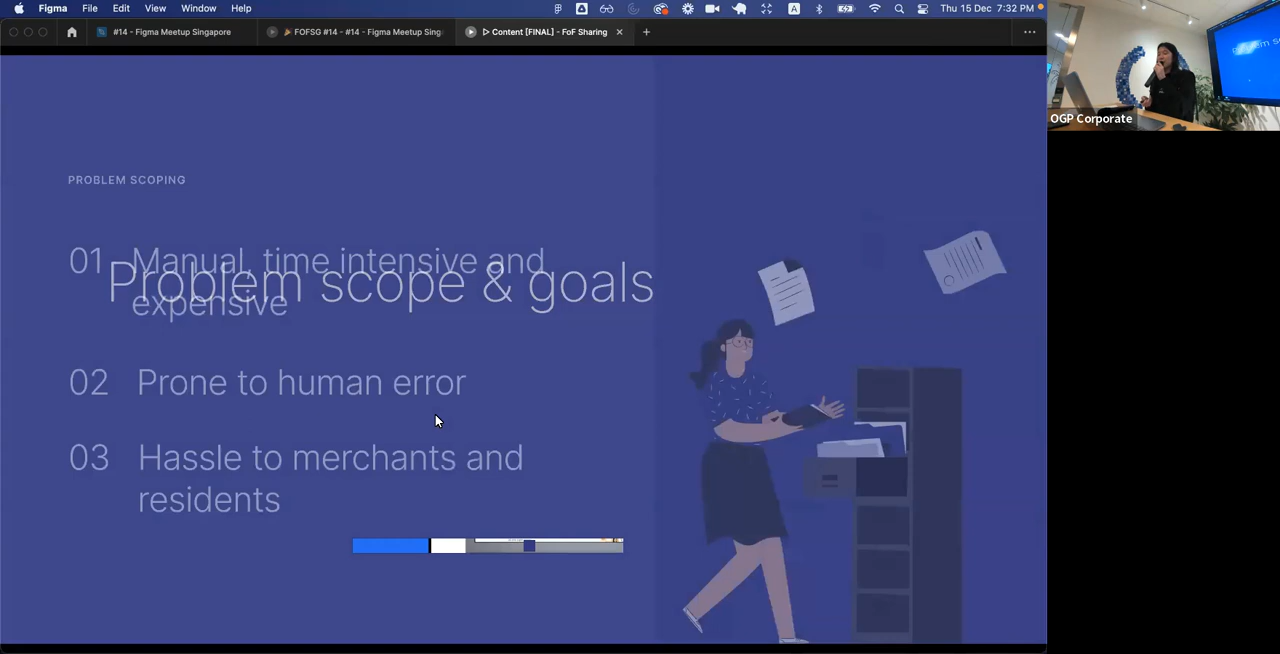 Figma File Edit View Window Help
Thu 15 Dec 7:32 PM
#14 - Figma Meetup Singapore
FOFSG #14 - #14 - Figma Meetup Sing
Content [FINAL] - FoF Sharing
OGP Corporate
PROBLEM SCOPING
01 Manual, time intensive and
expensive
Problem scope & goals
02 Prone to human error
03 Hassle to merchants and
residents